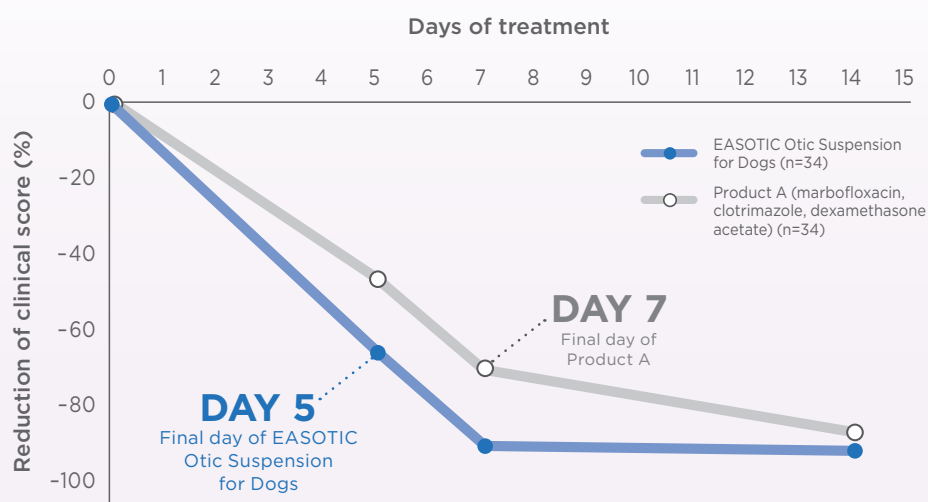 Days of treatment
0 1 2 3 4 5 6 7 8 9 10 11 12 13 14 15
Reduction of clinical score (%)
0
-20
-40
-60
-80
-100
EASOTIC Otic Suspension
for Dogs (n=34)
Product A (marbofloxacin,
clotrimazole, dexamethasone
acetate) (n=34)
DAY 7
Final day of
Product A
DAY 5
Final day of EASOTIC
Otic Suspension
for Dogs